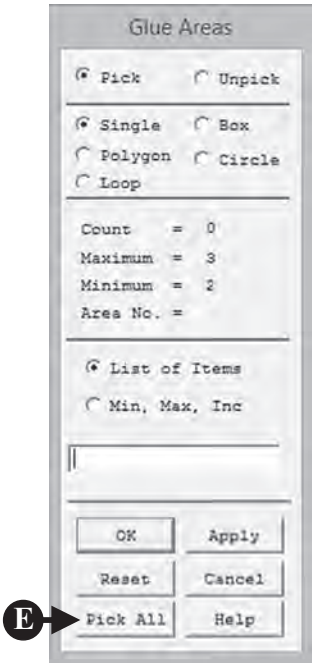 Glue Areas
Pick Unpick
Single Box
Polygon Circle
Loop
Count = 0
Maximum = 3
Minimum = 2
Area No. =
List of Items
Min, Max, Inc
OK Apply
Reset Cancel
E Pick All Help